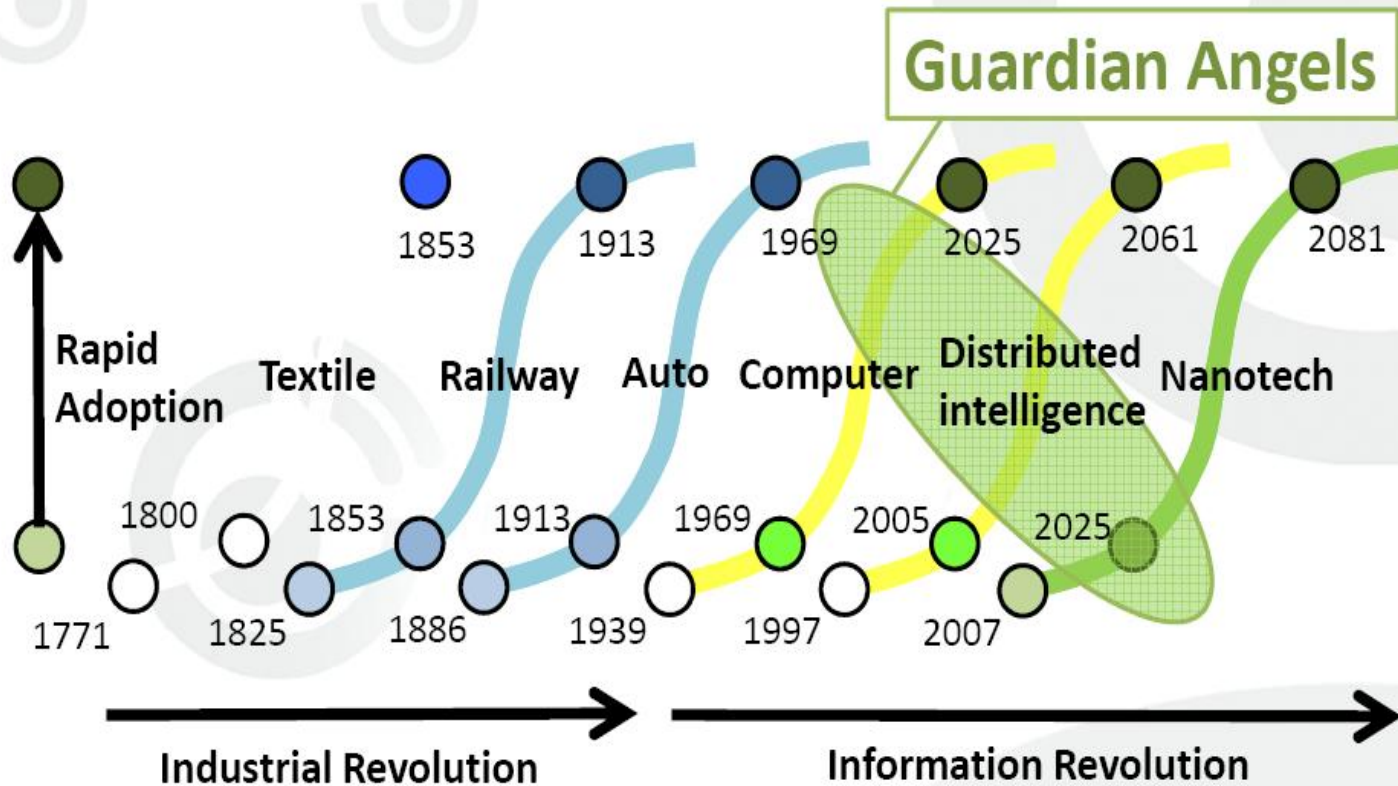 Guardian Angels
1853
1913
1969
2025
2061
2081
Rapid
Adoption
Textile
Railway
Auto
Computer
Distributed
intelligence
Nanotech
1800
1853
1913
1969
2005
2025
1771
1825
1886
1939
1997
2007
Industrial Revolution
Information Revolution